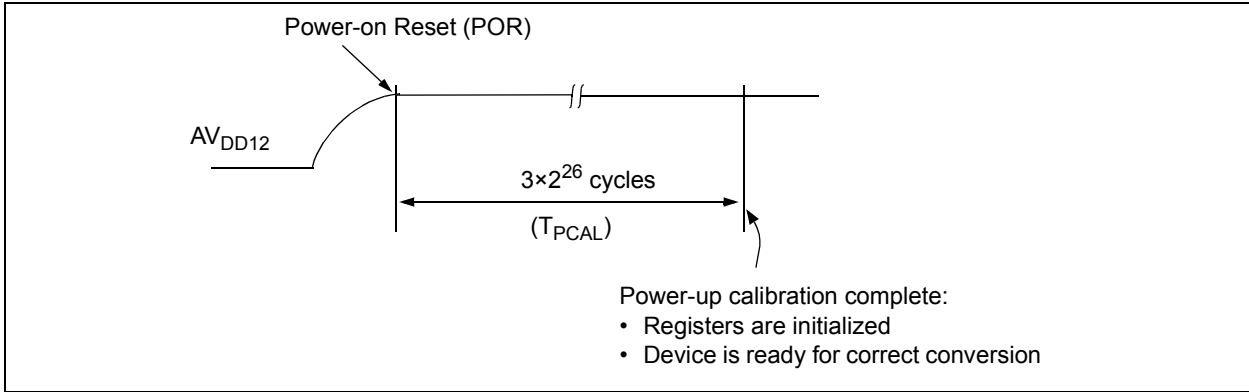 Power-on Reset (POR)
AVDD12
3×2^26 cycles
(TPCAL)
Power-up calibration complete:
• Registers are initialized
• Device is ready for correct conversion